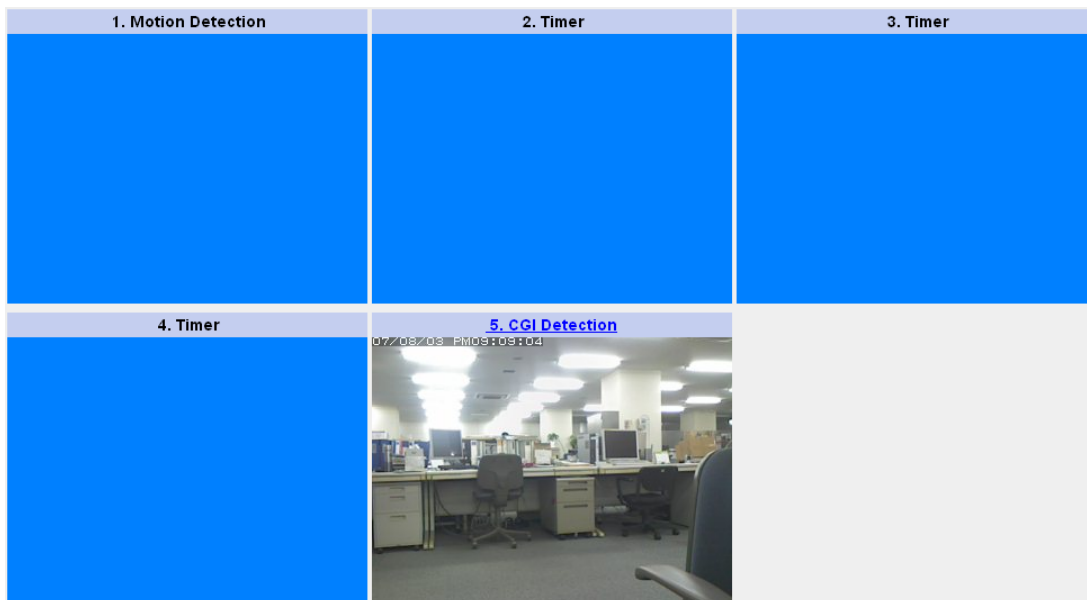 1. Motion Detection
2. Timer
3. Timer
4. Timer
5. CGI Detection
07/08/03 PM09:09:04